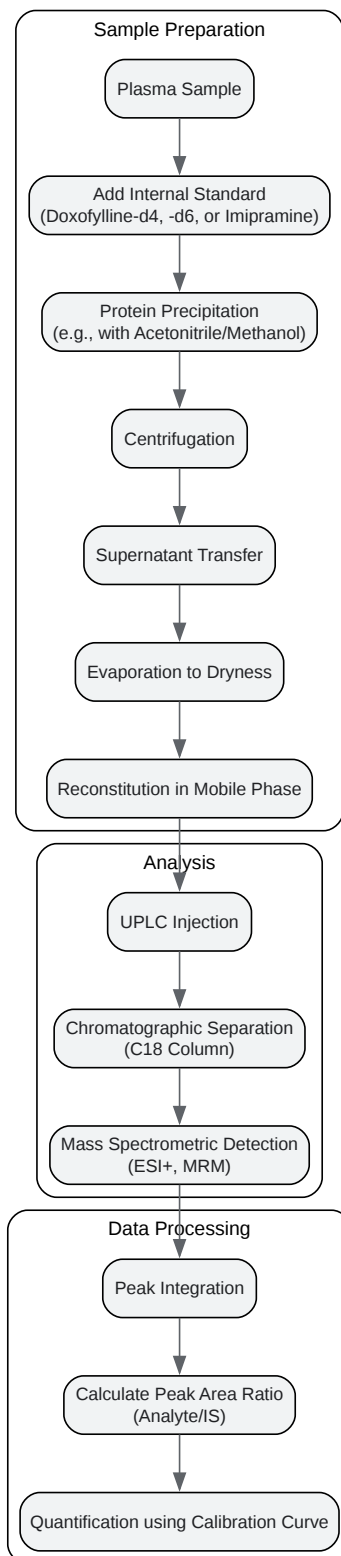 Sample Preparation
Plasma Sample
Add Internal Standard
(Doxofylline-d4, -d6, or Imipramine)
Protein Precipitation
(e.g., with Acetonitrile/Methanol)
Centrifugation
Supernatant Transfer
Evaporation to Dryness
Reconstitution in Mobile Phase
Analysis
UPLC Injection
Chromatographic Separation
(C18 Column)
Mass Spectrometric Detection
(ESI+, MRM)
Data Processing
Peak Integration
Calculate Peak Area Ratio
(Analyte/IS)
Quantification using Calibration Curve